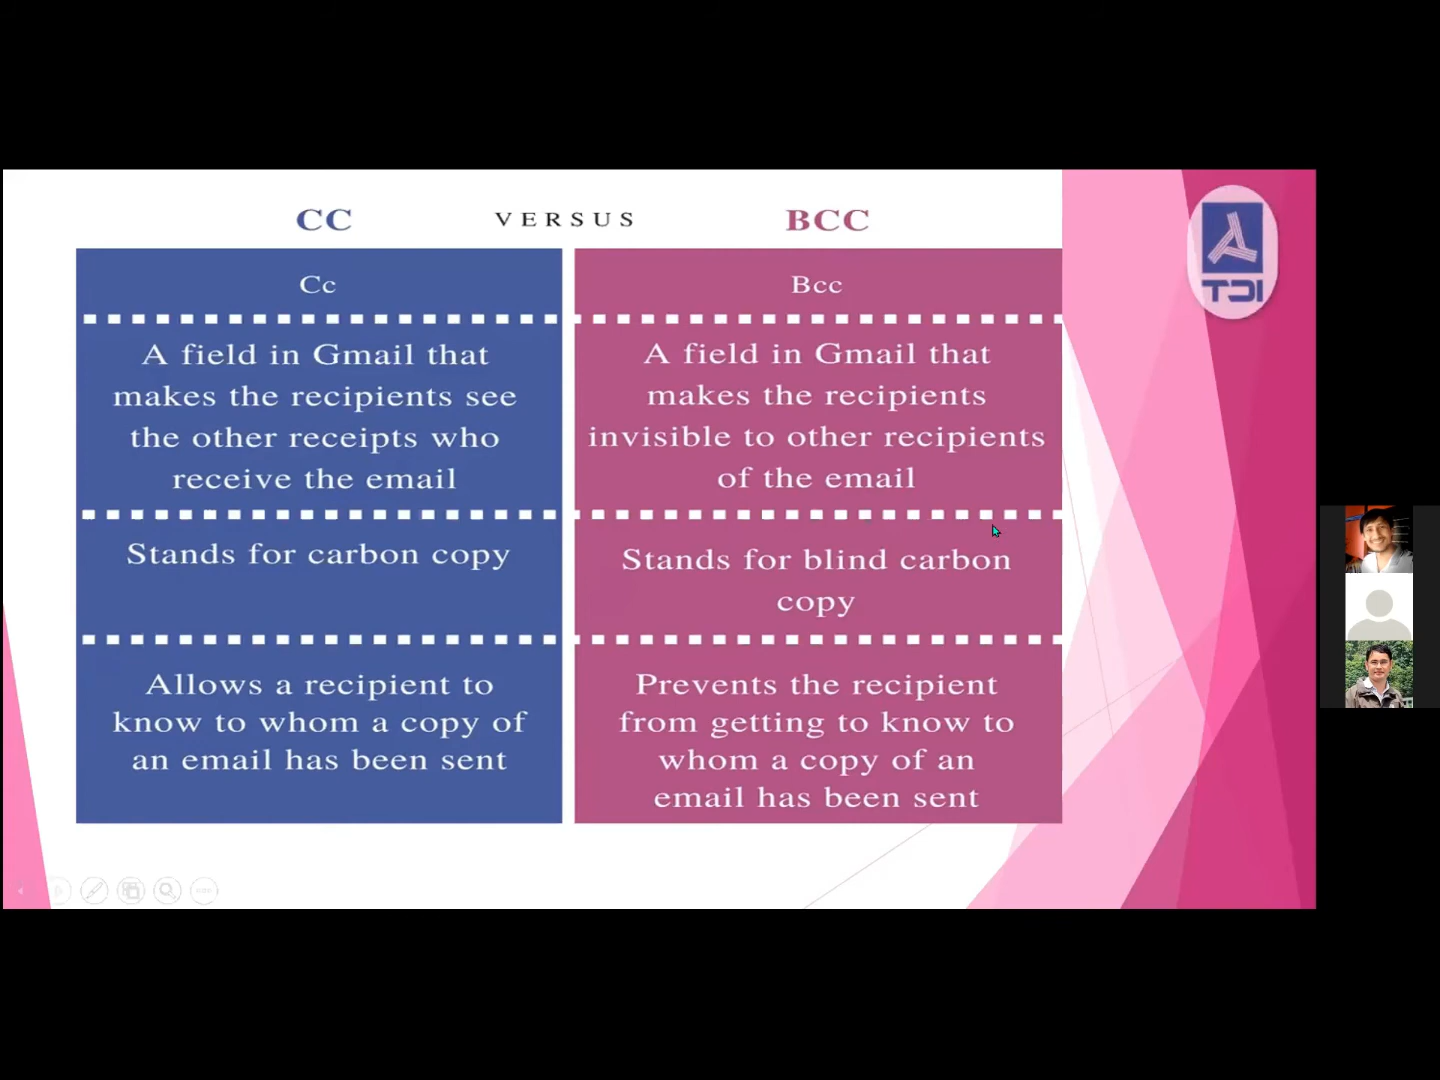 CC VERSUS BCC
Cc
A field in Gmail that
makes the recipients see
the other receipts who
receive the email
Stands for carbon copy
Allows a recipient to
know to whom a copy of
an email has been sent
Bcc
A field in Gmail that
makes the recipients
invisible to other recipients
of the email
Stands for blind carbon
copy
Prevents the recipient
from getting to know to
whom a copy of an
email has been sent
TDI